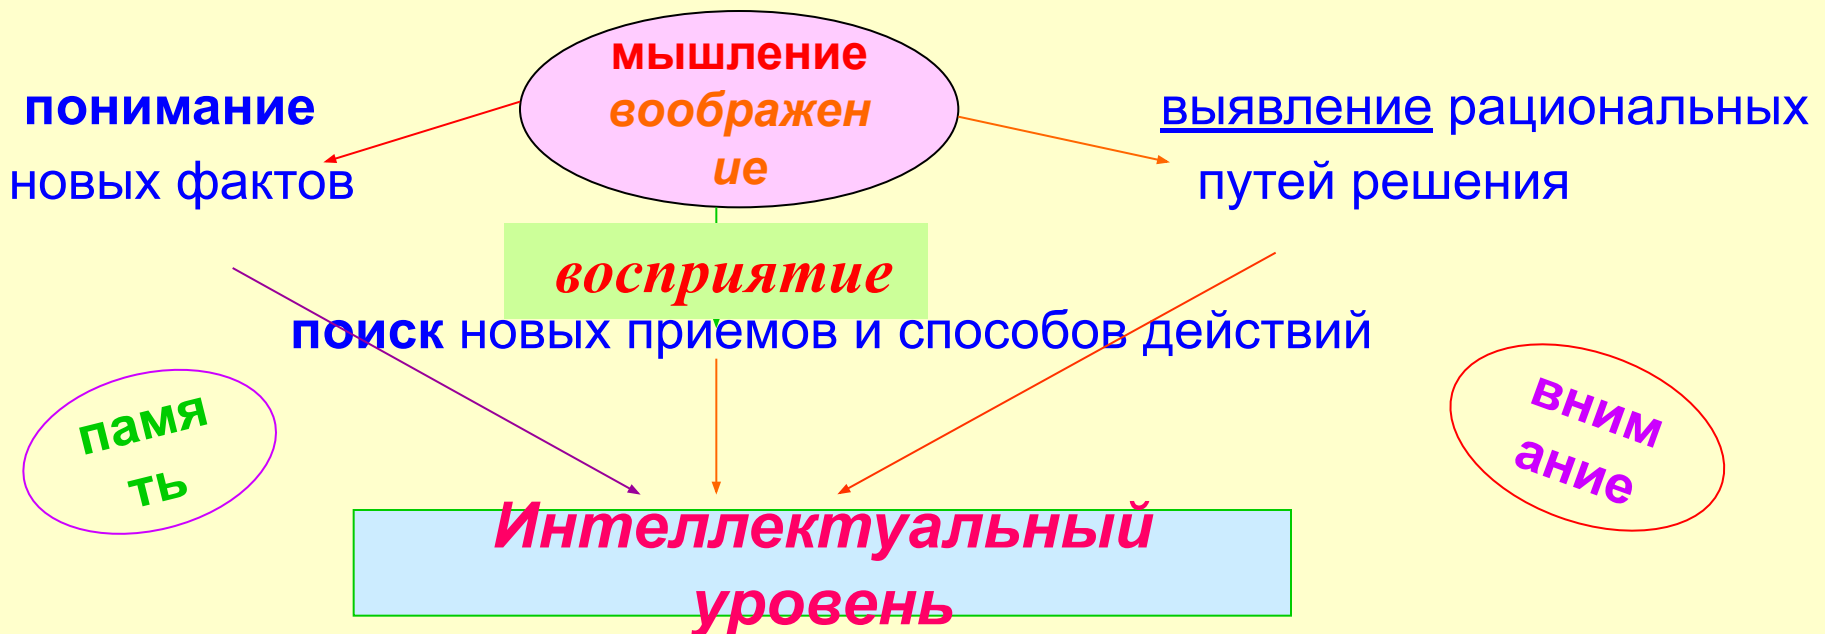 мышление
воображен
ие
понимание
новых фактов
выявление рациональных
путей решения
восприятие
поиск новых приемов и способов действий
памя
ть
вним
ание
Интеллектуальный
уровень